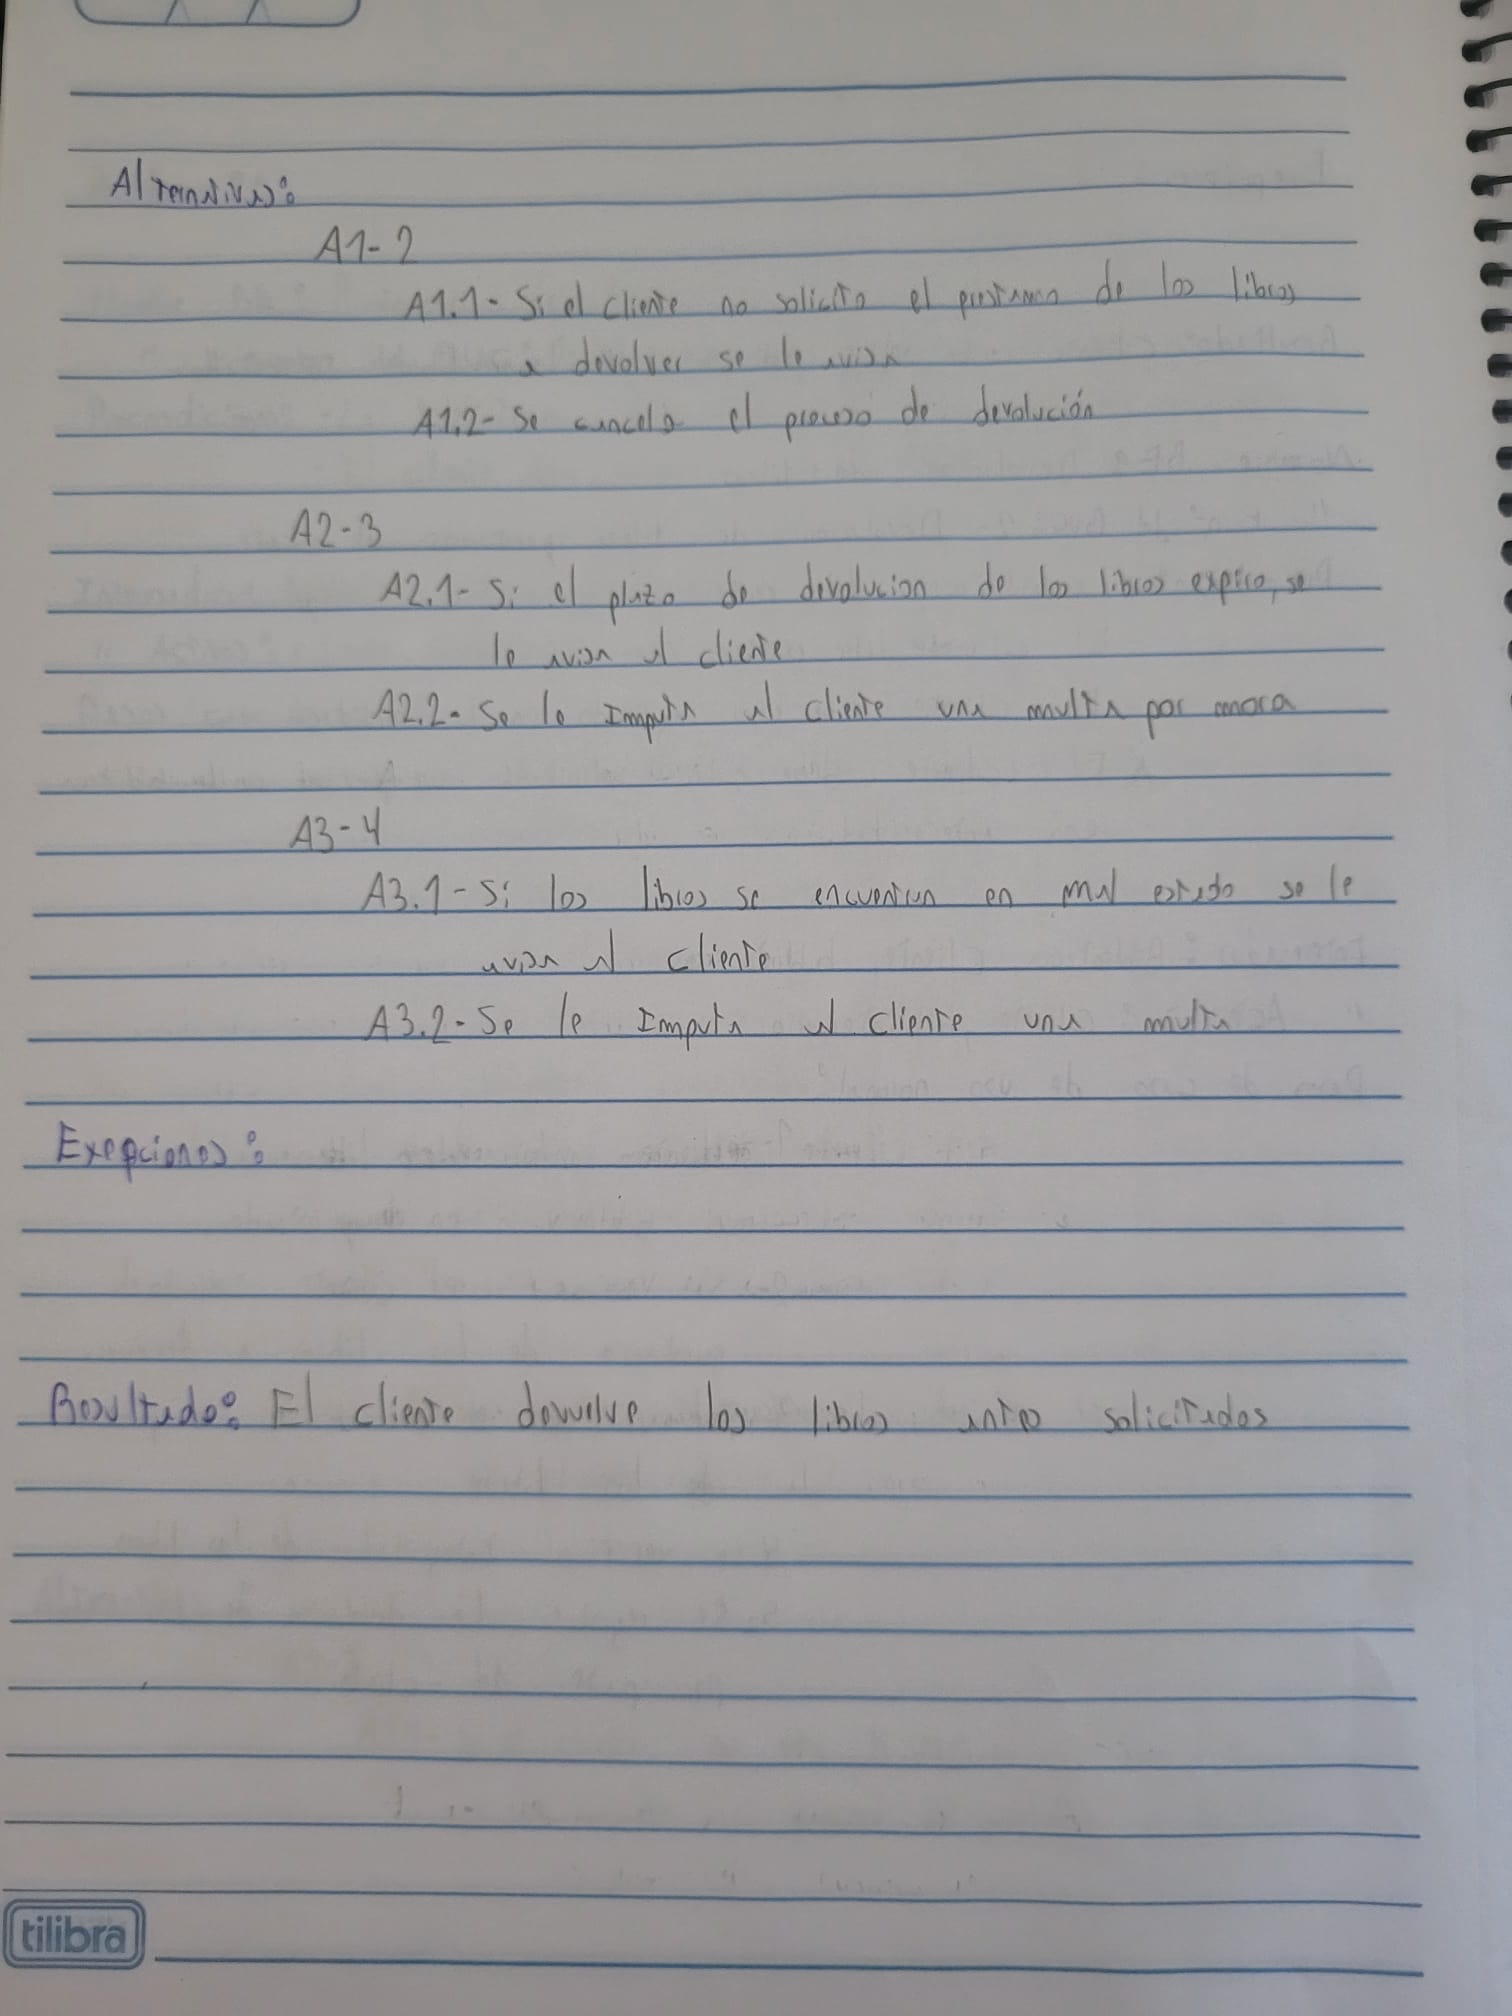 Alternativas:
A1-2
A1.1- Si el cliente no solicito el prestamo de los libros
a devolver se le avisa
A1.2- Se cancela el proceso de devolución
A2-3
A2.1- Si el plazo de devolucion de los libros expiro, se
le avisa al cliente
A2.2- Se le Imputa al cliente una multa por mora
A3-4
A3.1- Si los libros se encuentran en mal estado se le
avisa al cliente
A3.2- Se le Imputa al cliente una multa
Exepciones:
Resultado: El cliente devuelve los libros antes solicitados
tilibra